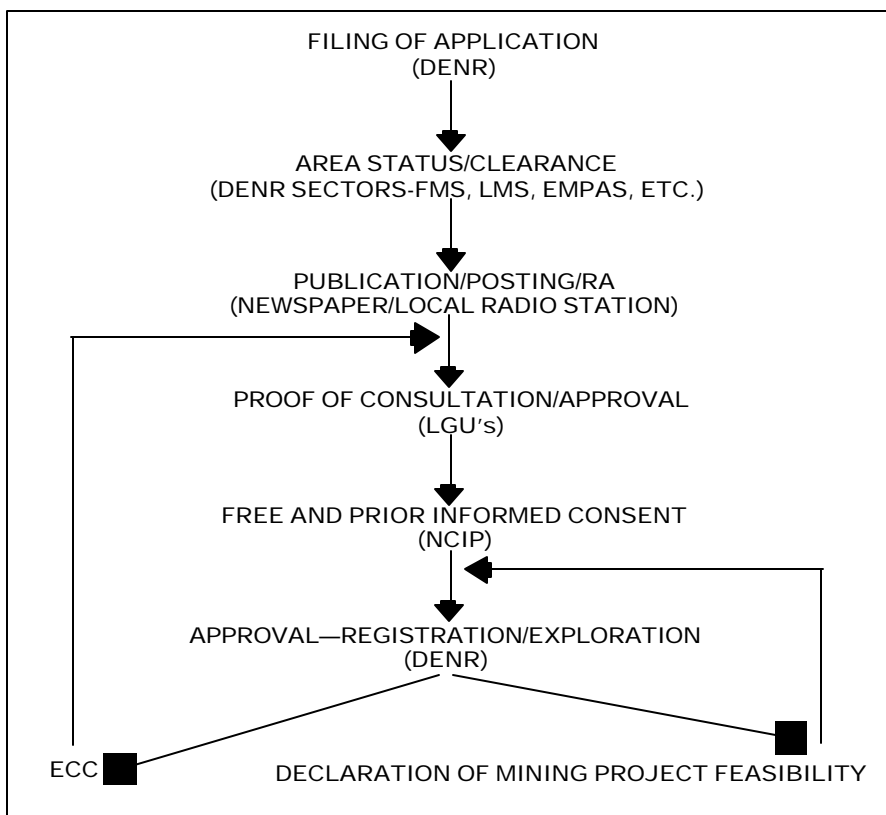 FILING OF APPLICATION
(DENR)
AREA STATUS/CLEARANCE
(DENR SECTORS-FMS, LMS, EMPAS, ETC.)
PUBLICATION/POSTING/RA
(NEWSPAPER/LOCAL RADIO STATION)
PROOF OF CONSULTATION/APPROVAL
(LGU's)
FREE AND PRIOR INFORMED CONSENT
(NCIP)
APPROVAL—REGISTRATION/EXPLORATION
(DENR)
ECC
DECLARATION OF MINING PROJECT FEASIBILITY